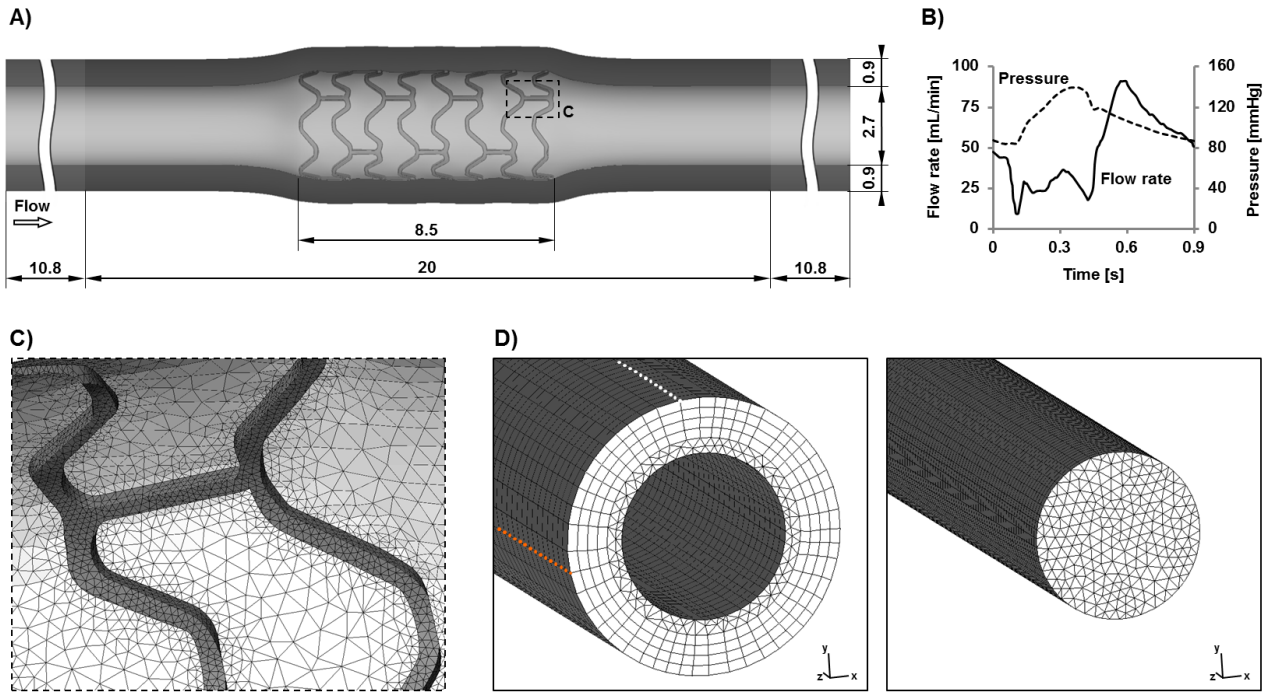 A)
B)
C
0.9
2.7
0.9
Flow
8.5
10.8
20
10.8
Flow rate [mL/min]
100
75
50
25
0
Pressure
Flow rate
160
120
80
40
0
Pressure [mmHg]
0
0.3
0.6
0.9
Time [s]
C)
D)
y
z
x
y
z
x